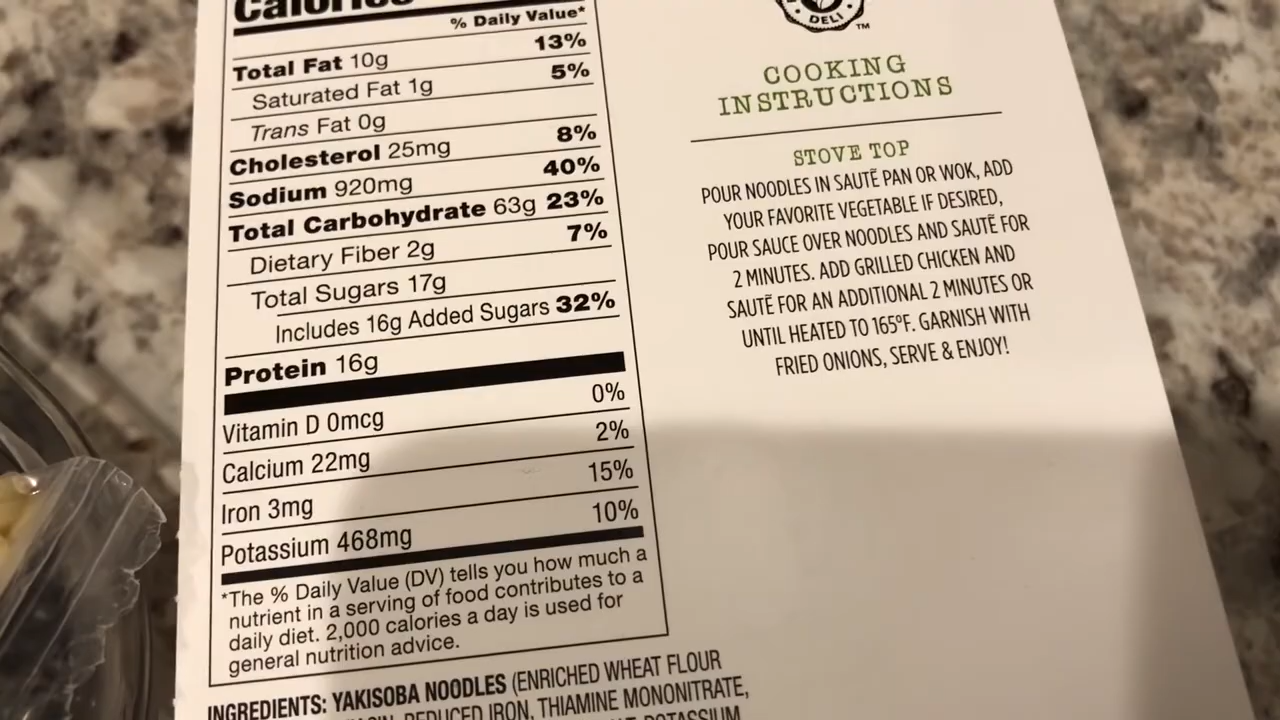 Calories
% Daily Value*
Total Fat 10g 13%
Saturated Fat 1g 5%
Trans Fat 0g
Cholesterol 25mg 8%
Sodium 920mg 40%
Total Carbohydrate 63g 23%
Dietary Fiber 2g 7%
Total Sugars 17g
Includes 16g Added Sugars 32%
Protein 16g
Vitamin D 0mcg 0%
Calcium 22mg 2%
Iron 3mg 15%
Potassium 468mg 10%
*The % Daily Value (DV) tells you how much a
nutrient in a serving of food contributes to a
daily diet. 2,000 calories a day is used for
general nutrition advice.
INGREDIENTS: YAKISOBA NOODLES (ENRICHED WHEAT FLOUR
REDUCED IRON, THIAMINE MONONITRATE,
POTASSIUM
DELI
TM
COOKING
INSTRUCTIONS
STOVE TOP
POUR NOODLES IN SAUTĒ PAN OR WOK, ADD
YOUR FAVORITE VEGETABLE IF DESIRED,
POUR SAUCE OVER NOODLES AND SAUTĒ FOR
2 MINUTES. ADD GRILLED CHICKEN AND
SAUTĒ FOR AN ADDITIONAL 2 MINUTES OR
UNTIL HEATED TO 165°F. GARNISH WITH
FRIED ONIONS, SERVE & ENJOY!